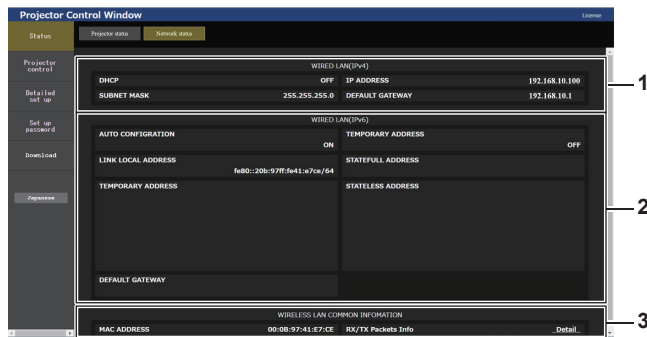 Projector Control Window
License
Status
Projector status
Network status
Projector
control
Detailed
set up
Set up
password
Download
Japanese
WIRED LAN(IPv4)
DHCP OFF IP ADDRESS 192.168.10.100
SUBNET MASK 255.255.255.0 DEFAULT GATEWAY 192.168.10.1
1
WIRED LAN(IPv6)
AUTO CONFIGRATION TEMPORARY ADDRESS
ON OFF
LINK LOCAL ADDRESS STATEFULL ADDRESS
fe80::20b:97ff:fe41:e7ce/64
TEMPORARY ADDRESS STATELESS ADDRESS
2
DEFAULT GATEWAY
WIRELESS LAN COMMON INFOMATION
3
MAC ADDRESS 00:0B:97:41:E7:CE RX/TX Packets Info _Detail_